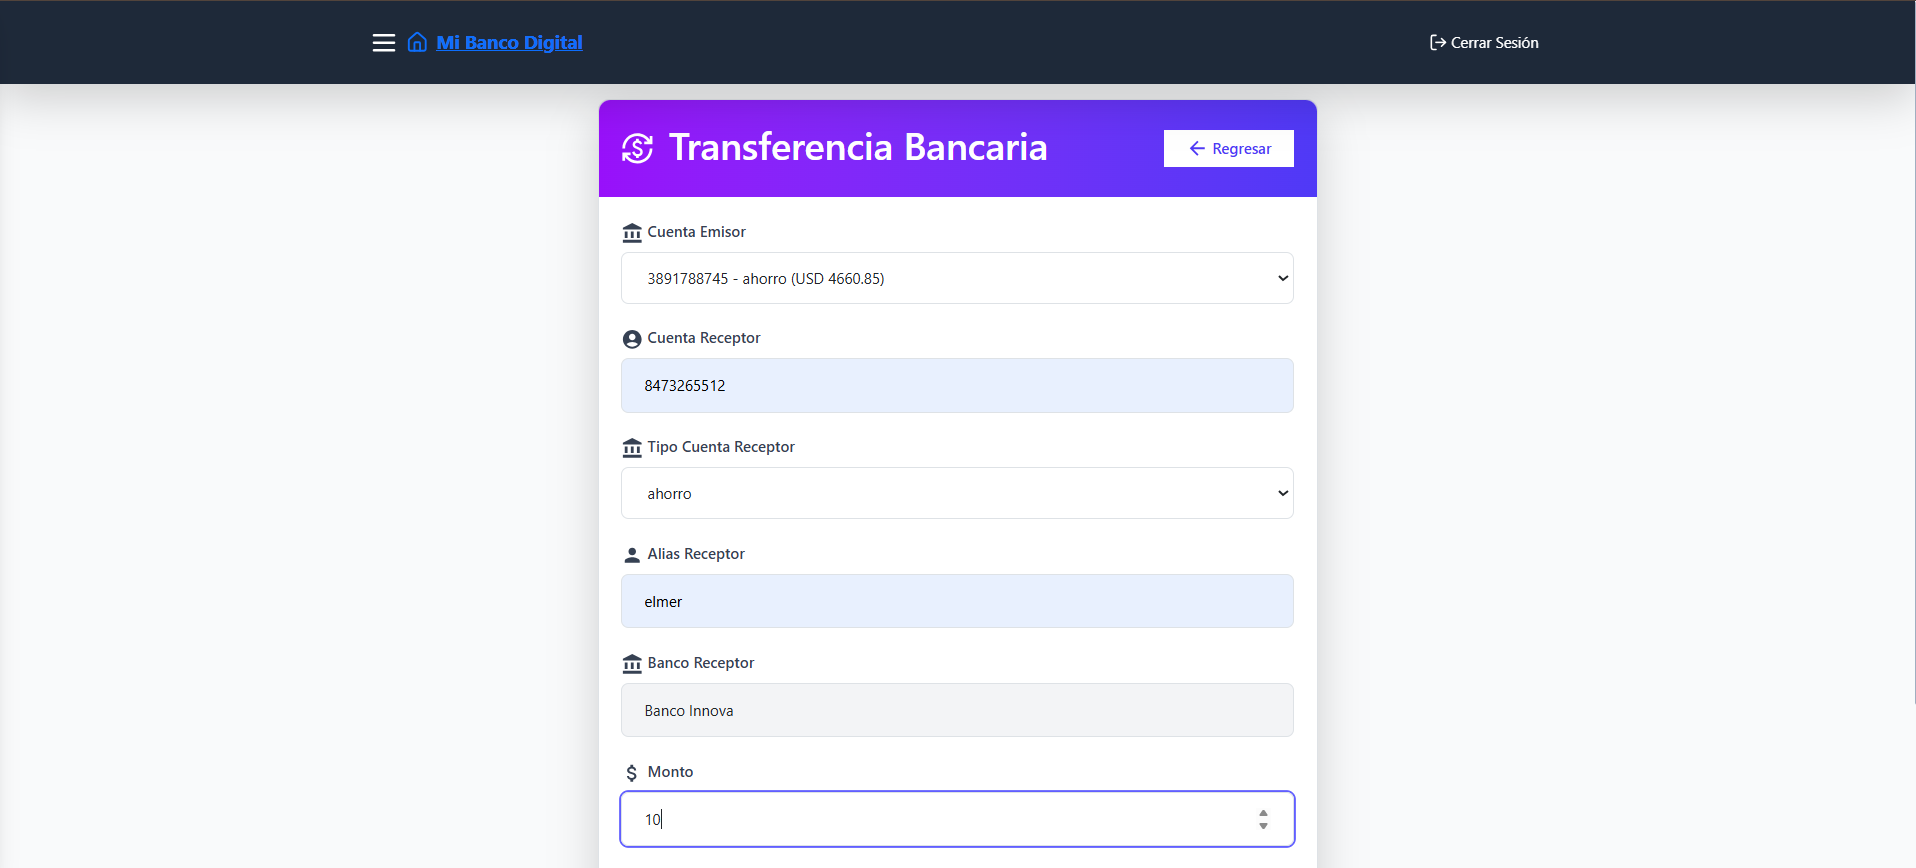 Mi Banco Digital
Cerrar Sesión
Transferencia Bancaria
Regresar
Cuenta Emisor
3891788745 - ahorro (USD 4660.85)
Cuenta Receptor
8473265512
Tipo Cuenta Receptor
ahorro
Alias Receptor
elmer
Banco Receptor
Banco Innova
Monto
10